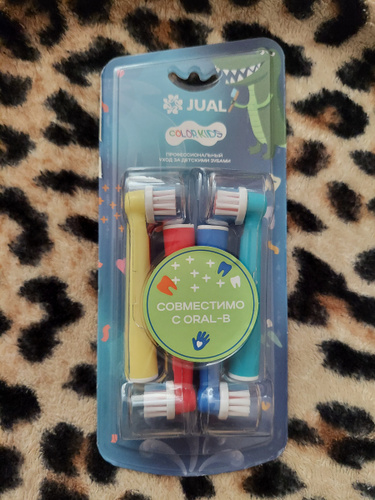 JUAL
COLOR KIDS
ПРОФЕССИОНАЛЬНЫЙ
УХОД ЗА ДЕТСКИМИ ЗУБАМИ
СОВМЕСТИМО
С ORAL-B